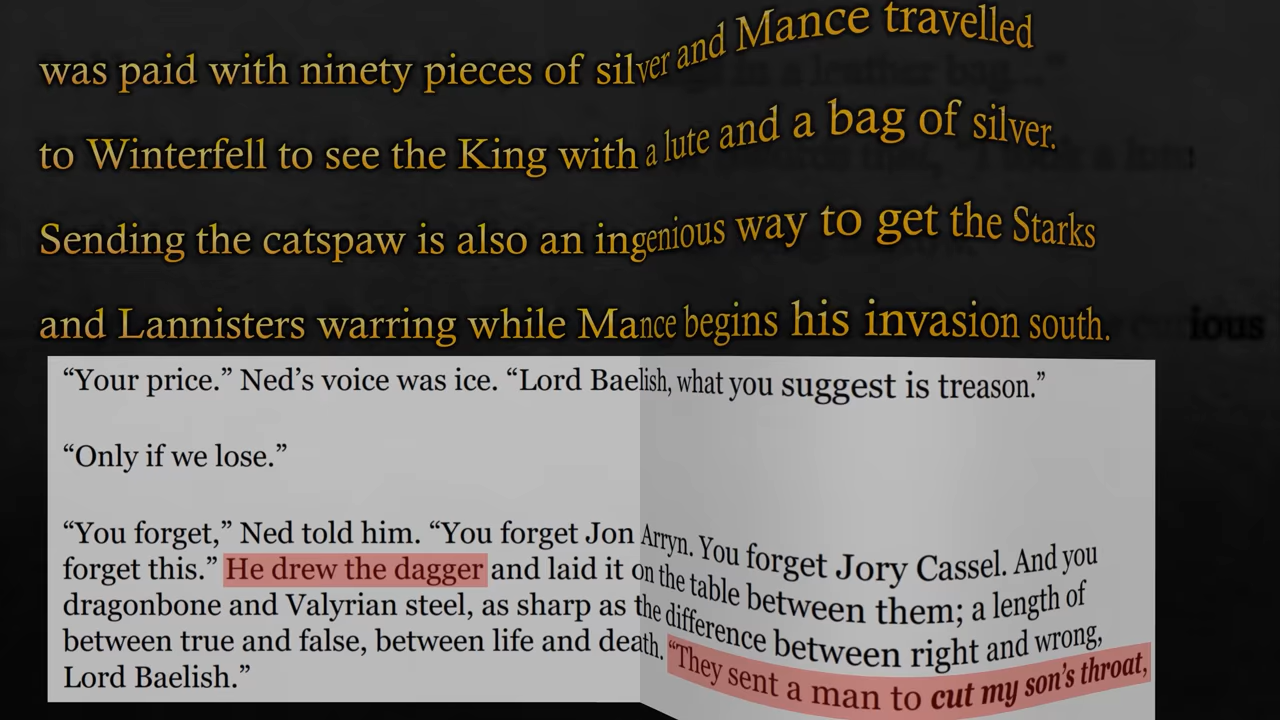 was paid with ninety pieces of silver and Mance travelled
to Winterfell to see the King with a lute and a bag of silver.
Sending the catspaw is also an ingenious way to get the Starks
and Lannisters warring while Mance begins his invasion south.
“Your price.” Ned’s voice was ice. “Lord Baelish, what you suggest is treason.”
“Only if we lose.”
“You forget,” Ned told him. “You forget Jon Arryn. You forget Jory Cassel. And you
forget this.” He drew the dagger and laid it on the table between them; a length of
dragonbone and Valyrian steel, as sharp as the difference between right and wrong,
between true and false, between life and death. “They sent a man to cut my son’s throat,
Lord Baelish.”